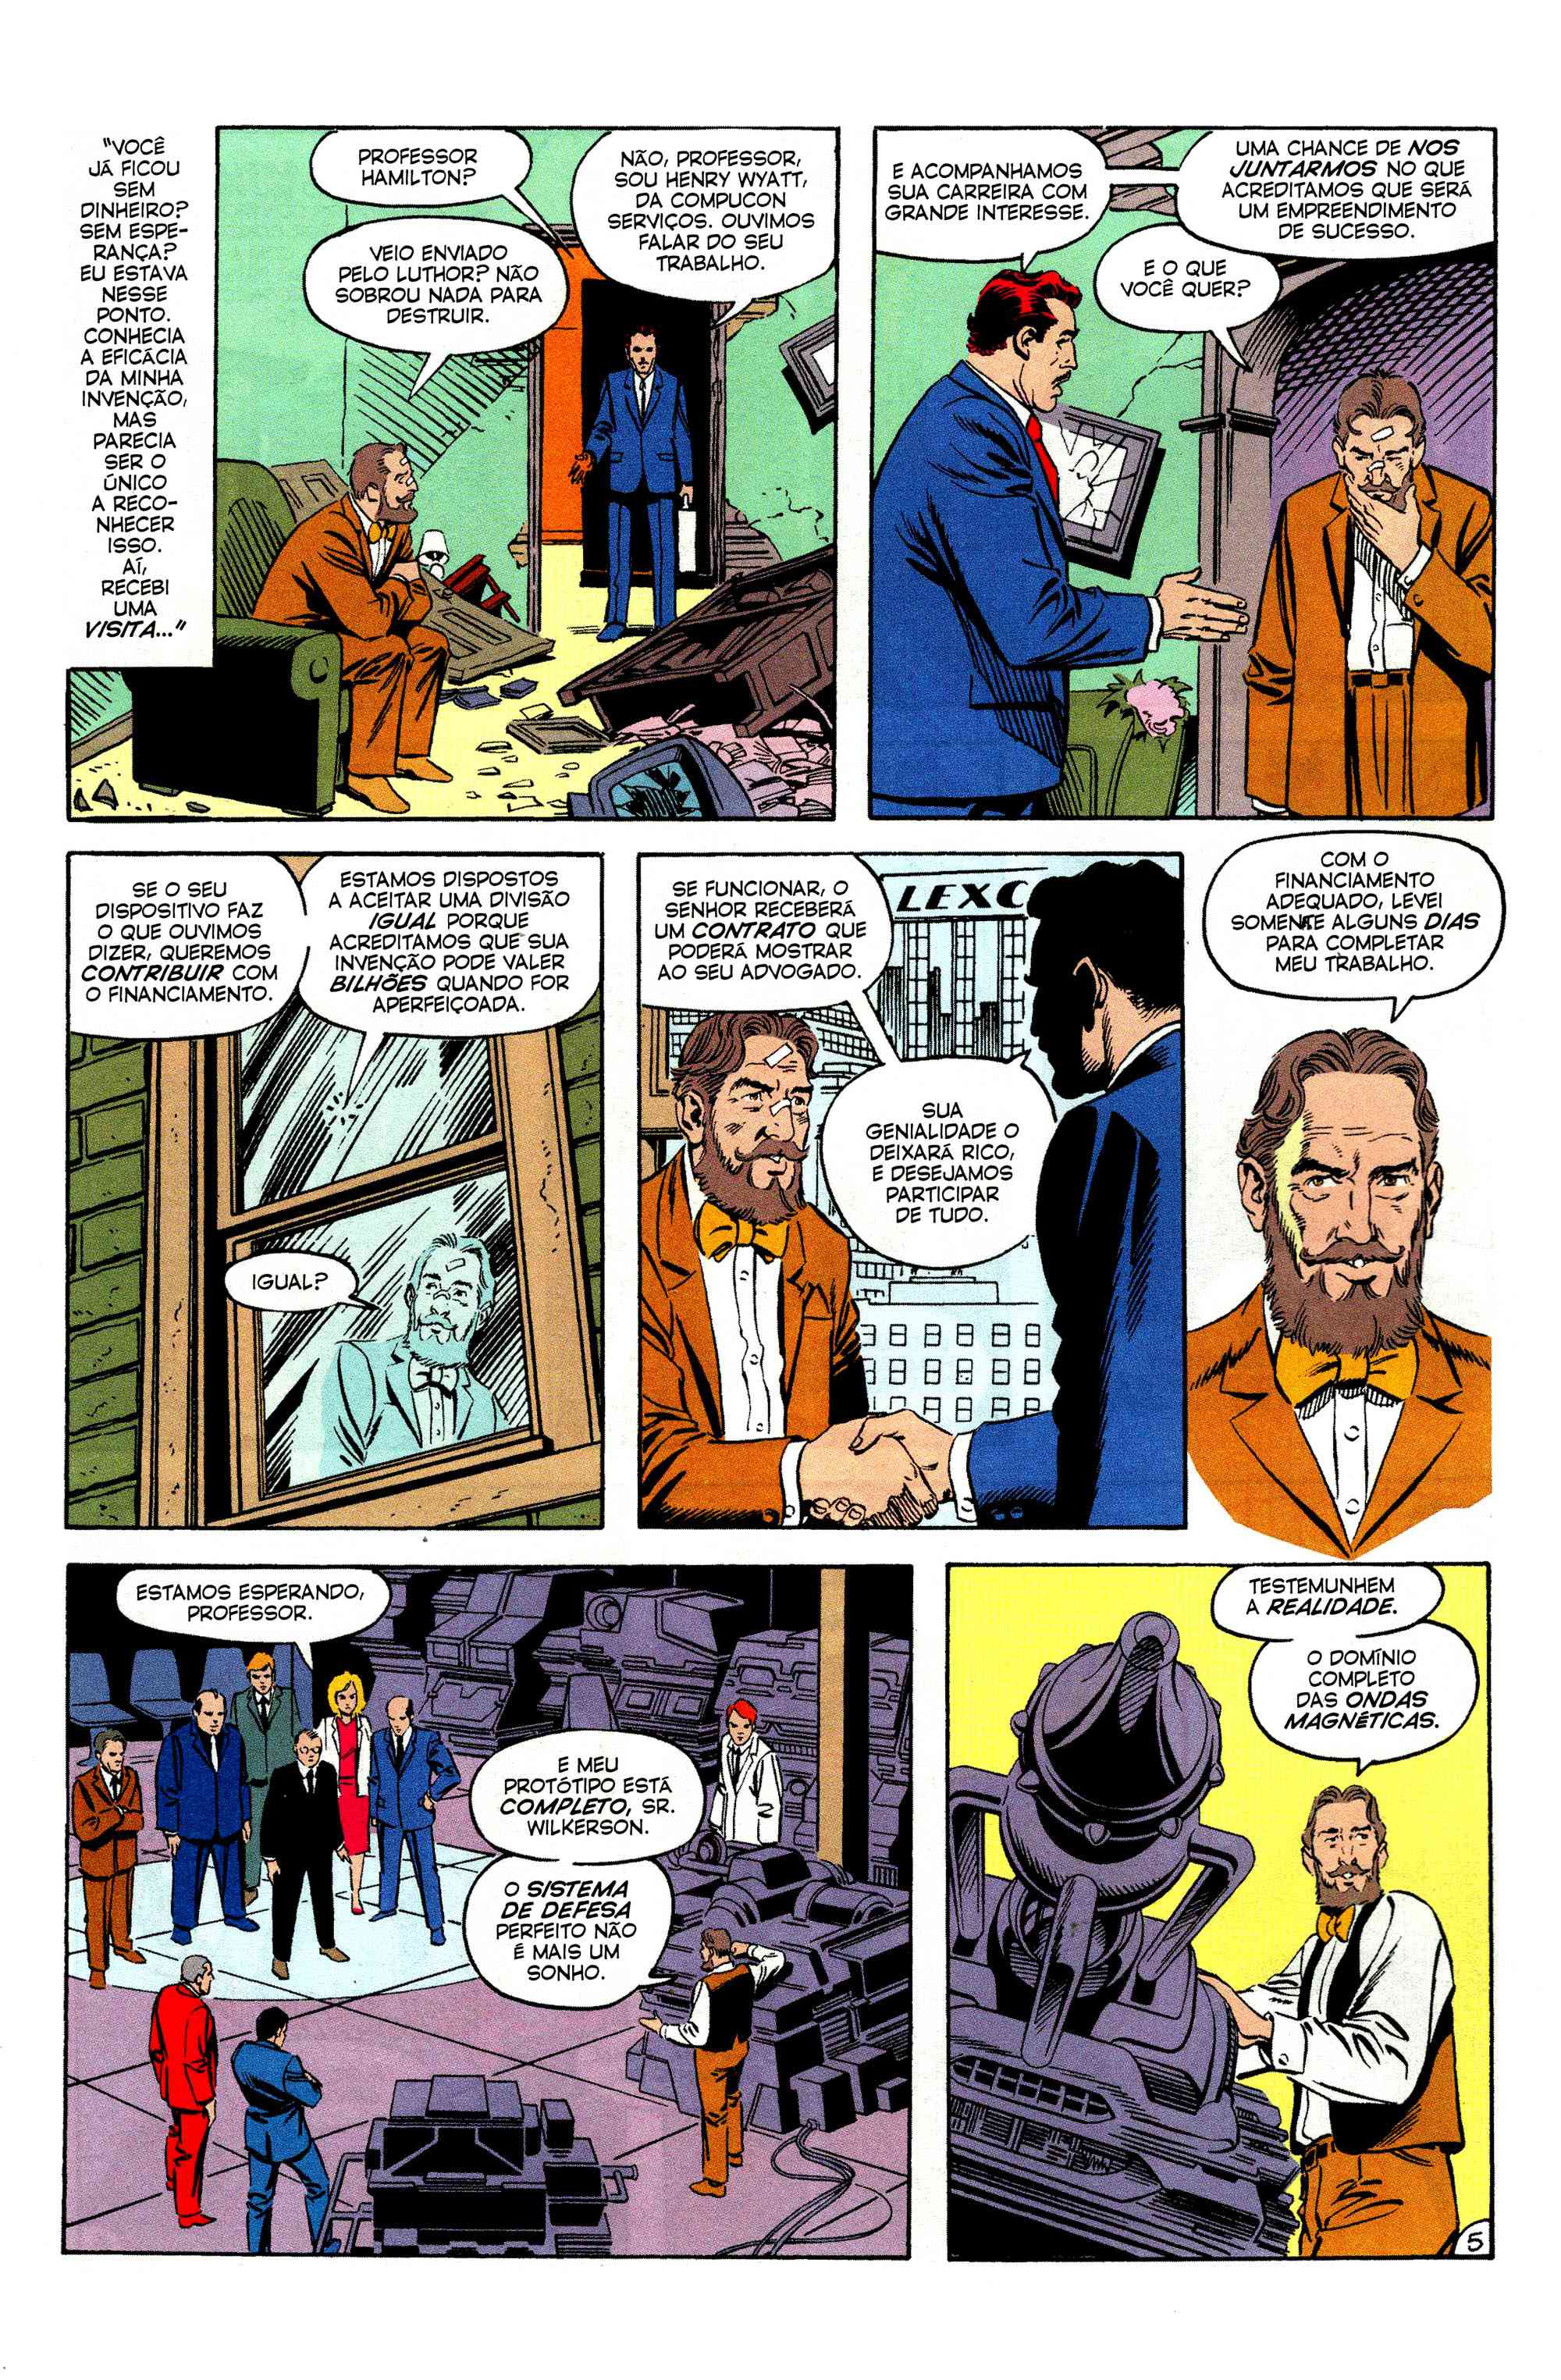 "VOCÊ
JÁ FICOU
SEM
DINHEIRO?
SEM ESPE-
RANÇA?
EU ESTAVA
NESSE
PONTO.
CONHECIA
A EFICÁCIA
DA MINHA
INVENÇÃO,
MAS
PARECIA
SER O
ÚNICO
A RECO-
NHECER
ISSO.
AÍ,
RECEBI
UMA
VISITA..."
PROFESSOR
HAMILTON?
VEIO ENVIADO
PELO LUTHOR? NÃO
SOBROU NADA PARA
DESTRUIR.
NÃO, PROFESSOR,
SOU HENRY WYATT,
DA COMPUCON
SERVIÇOS. OUVIMOS
FALAR DO SEU
TRABALHO.
E ACOMPANHAMOS
SUA CARREIRA COM
GRANDE INTERESSE.
E O QUE
VOCÊ QUER?
UMA CHANCE DE NOS
JUNTARMOS NO QUE
ACREDITAMOS QUE SERÁ
UM EMPREENDIMENTO
DE SUCESSO.
SE O SEU
DISPOSITIVO FAZ
O QUE OUVIMOS
DIZER, QUEREMOS
CONTRIBUIR COM
O FINANCIAMENTO.
ESTAMOS DISPOSTOS
A ACEITAR UMA DIVISÃO
IGUAL PORQUE
ACREDITAMOS QUE SUA
INVENÇÃO PODE VALER
BILHÕES QUANDO FOR
APERFEIÇOADA.
IGUAL?
SE FUNCIONAR, O
SENHOR RECEBERÁ
UM CONTRATO QUE
PODERÁ MOSTRAR
AO SEU ADVOGADO.
LEXC
SUA
GENIALIDADE O
DEIXARÁ RICO,
E DESEJAMOS
PARTICIPAR
DE TUDO.
COM O
FINANCIAMENTO
ADEQUADO, LEVEI
SOMENTE ALGUNS DIAS
PARA COMPLETAR
MEU TRABALHO.
ESTAMOS ESPERANDO,
PROFESSOR.
E MEU
PROTÓTIPO ESTÁ
COMPLETO, SR.
WILKERSON.
O SISTEMA
DE DEFESA
PERFEITO NÃO
É MAIS UM
SONHO.
TESTEMUNHEM
A REALIDADE.
O DOMÍNIO
COMPLETO
DAS ONDAS
MAGNÉTICAS.
5